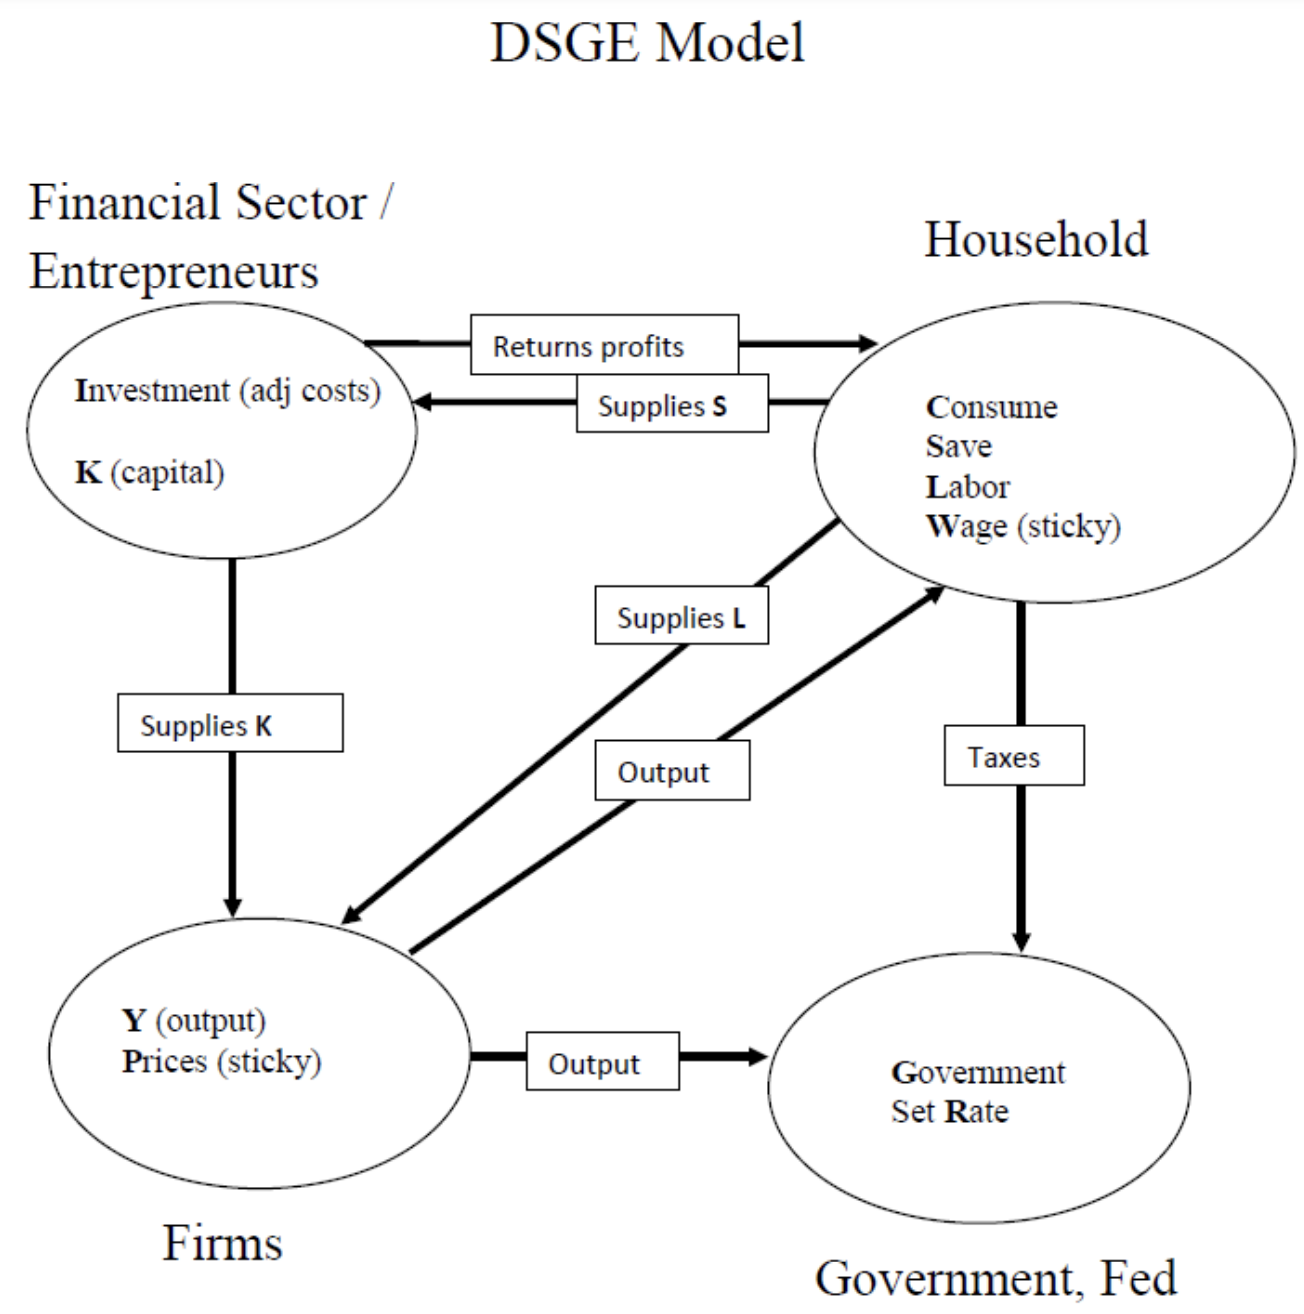 DSGE Model
Financial Sector /
Entrepreneurs
Household
Returns profits
Supplies S
Investment (adj costs)
K (capital)
Consume
Save
Labor
Wage (sticky)
Supplies L
Supplies K
Output
Taxes
Y (output)
Prices (sticky)
Output
Government
Set Rate
Firms
Government, Fed